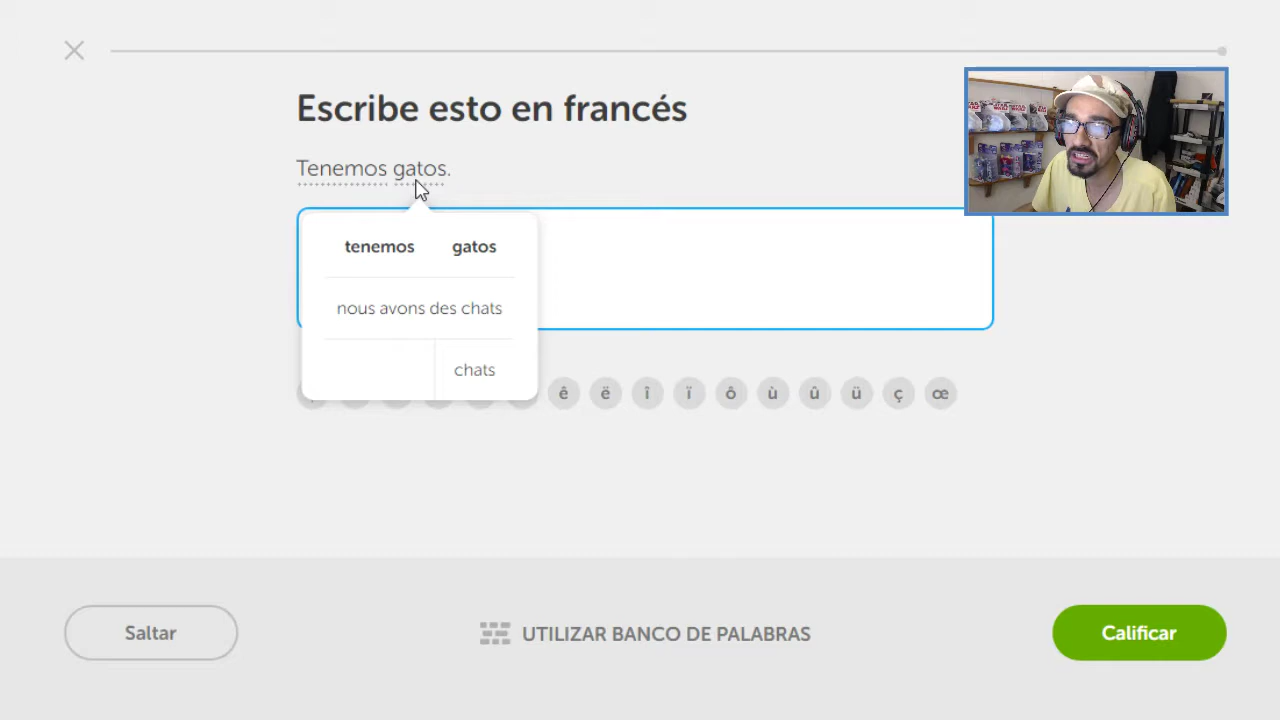 Escribe esto en francés
Tenemos gatos.
tenemos gatos
nous avons des chats
chats
ê ë î ï ô ù û ü ç œ
Saltar
UTILIZAR BANCO DE PALABRAS
Calificar